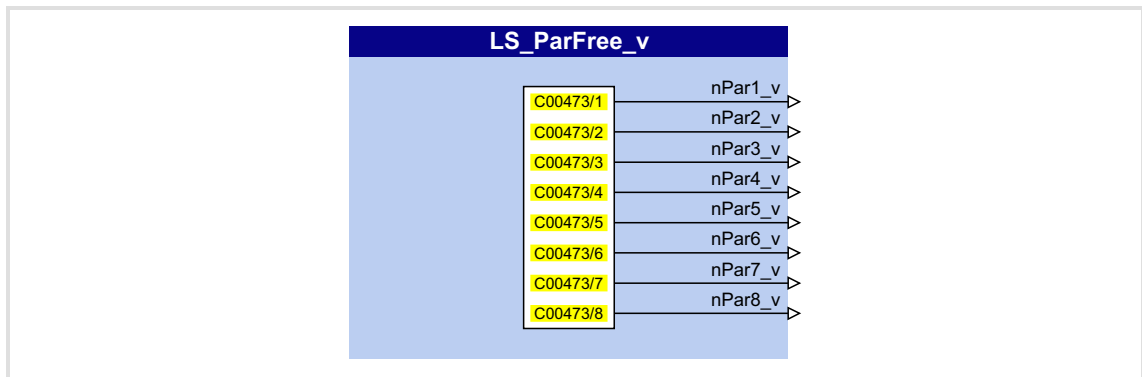 LS_ParFree_v
C00473/1 nPar1_v
C00473/2 nPar2_v
C00473/3 nPar3_v
C00473/4 nPar4_v
C00473/5 nPar5_v
C00473/6 nPar6_v
C00473/7 nPar7_v
C00473/8 nPar8_v